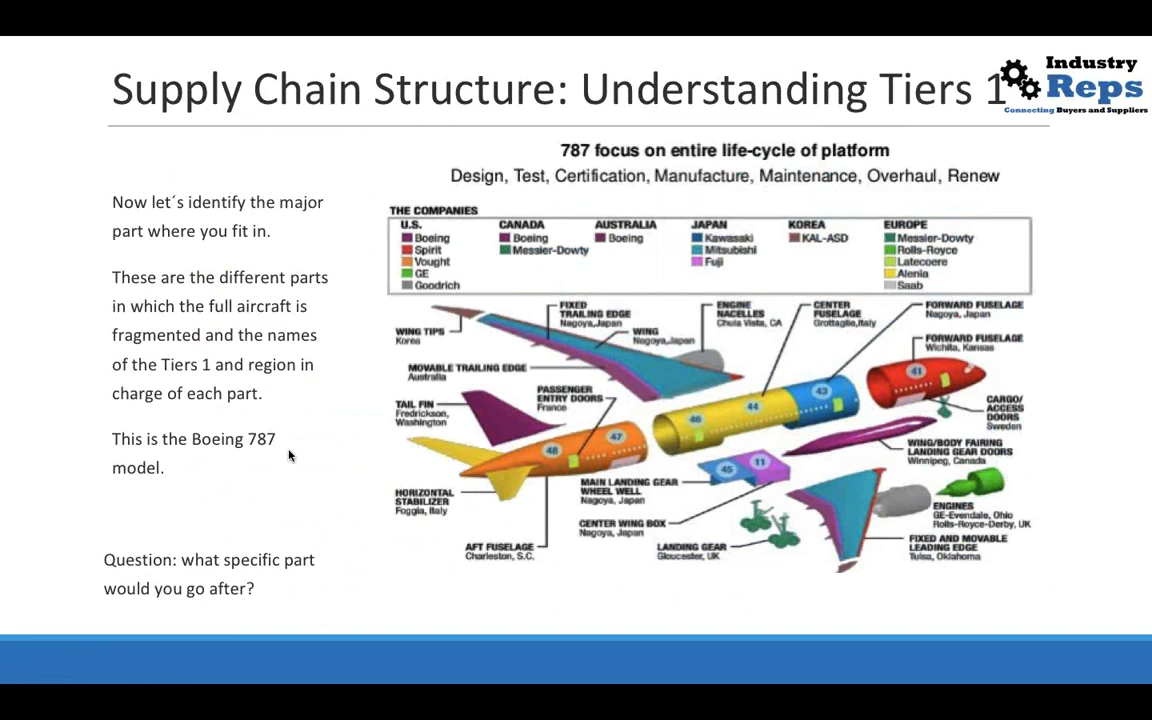 Supply Chain Structure: Understanding Tiers 1
Industry
Reps
Connecting Buyers and Suppliers
787 focus on entire life-cycle of platform
Design, Test, Certification, Manufacture, Maintenance, Overhaul, Renew
Now let´s identify the major
part where you fit in.
These are the different parts
in which the full aircraft is
fragmented and the names
of the Tiers 1 and region in
charge of each part.
This is the Boeing 787
model.
Question: what specific part
would you go after?
THE COMPANIES
U.S.
Boeing
Spirit
Vought
GE
Goodrich
CANADA
Boeing
Messier-Dowty
AUSTRALIA
Boeing
JAPAN
Kawasaki
Mitsubishi
Fuji
KOREA
KAL-ASD
EUROPE
Messier-Dowty
Rolls-Royce
Latecoere
Alenia
Saab
WING TIPS
Korea
FIXED
TRAILING EDGE
Nagoya,Japan
WING
Nagoya,Japan
ENGINE
NACELLES
Chula Vista, CA
CENTER
FUSELAGE
Grottaglie,Italy
FORWARD FUSELAGE
Nagoya, Japan
FORWARD FUSELAGE
Wichita, Kansas
MOVABLE TRAILING EDGE
Australia
PASSENGER
ENTRY DOORS
France
TAIL FIN
Fredrickson,
Washington
CARGO/
ACCESS
DOORS
Sweden
WING/BODY FAIRING
LANDING GEAR DOORS
Winnipeg, Canada
41
43
44
46
47
48
45
11
HORIZONTAL
STABILIZER
Foggia, Italy
MAIN LANDING GEAR
WHEEL WELL
Nagoya, Japan
CENTER WING BOX
Nagoya, Japan
AFT FUSELAGE
Charleston, S.C.
LANDING GEAR
Gloucester, UK
ENGINES
GE-Evendale, Ohio
Rolls-Royce-Derby, UK
FIXED AND MOVABLE
LEADING EDGE
Tulsa, Oklahoma